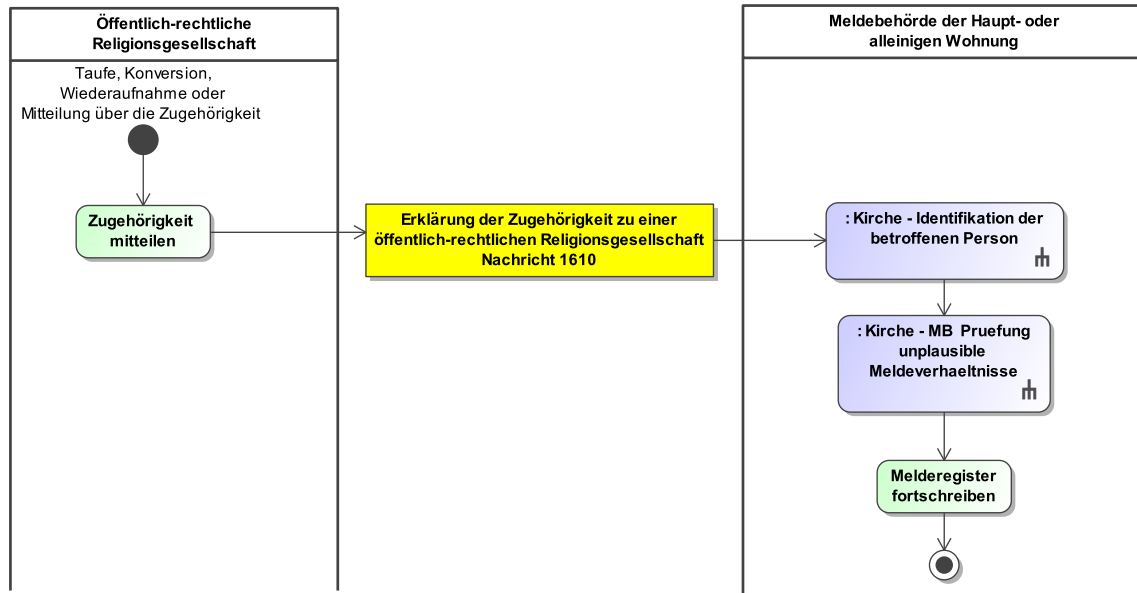 Öffentlich-rechtliche
Religionsgesellschaft
Taufe, Konversion,
Wiederaufnahme oder
Mitteilung über die Zugehörigkeit
Zugehörigkeit
mitteilen
Erklärung der Zugehörigkeit zu einer
öffentlich-rechtlichen Religionsgesellschaft
Nachricht 1610
Meldebehörde der Haupt- oder
alleinigen Wohnung
: Kirche - Identifikation der
betroffenen Person
: Kirche - MB  Pruefung
unplausible
Meldeverhaeltnisse
Melderegister
fortschreiben